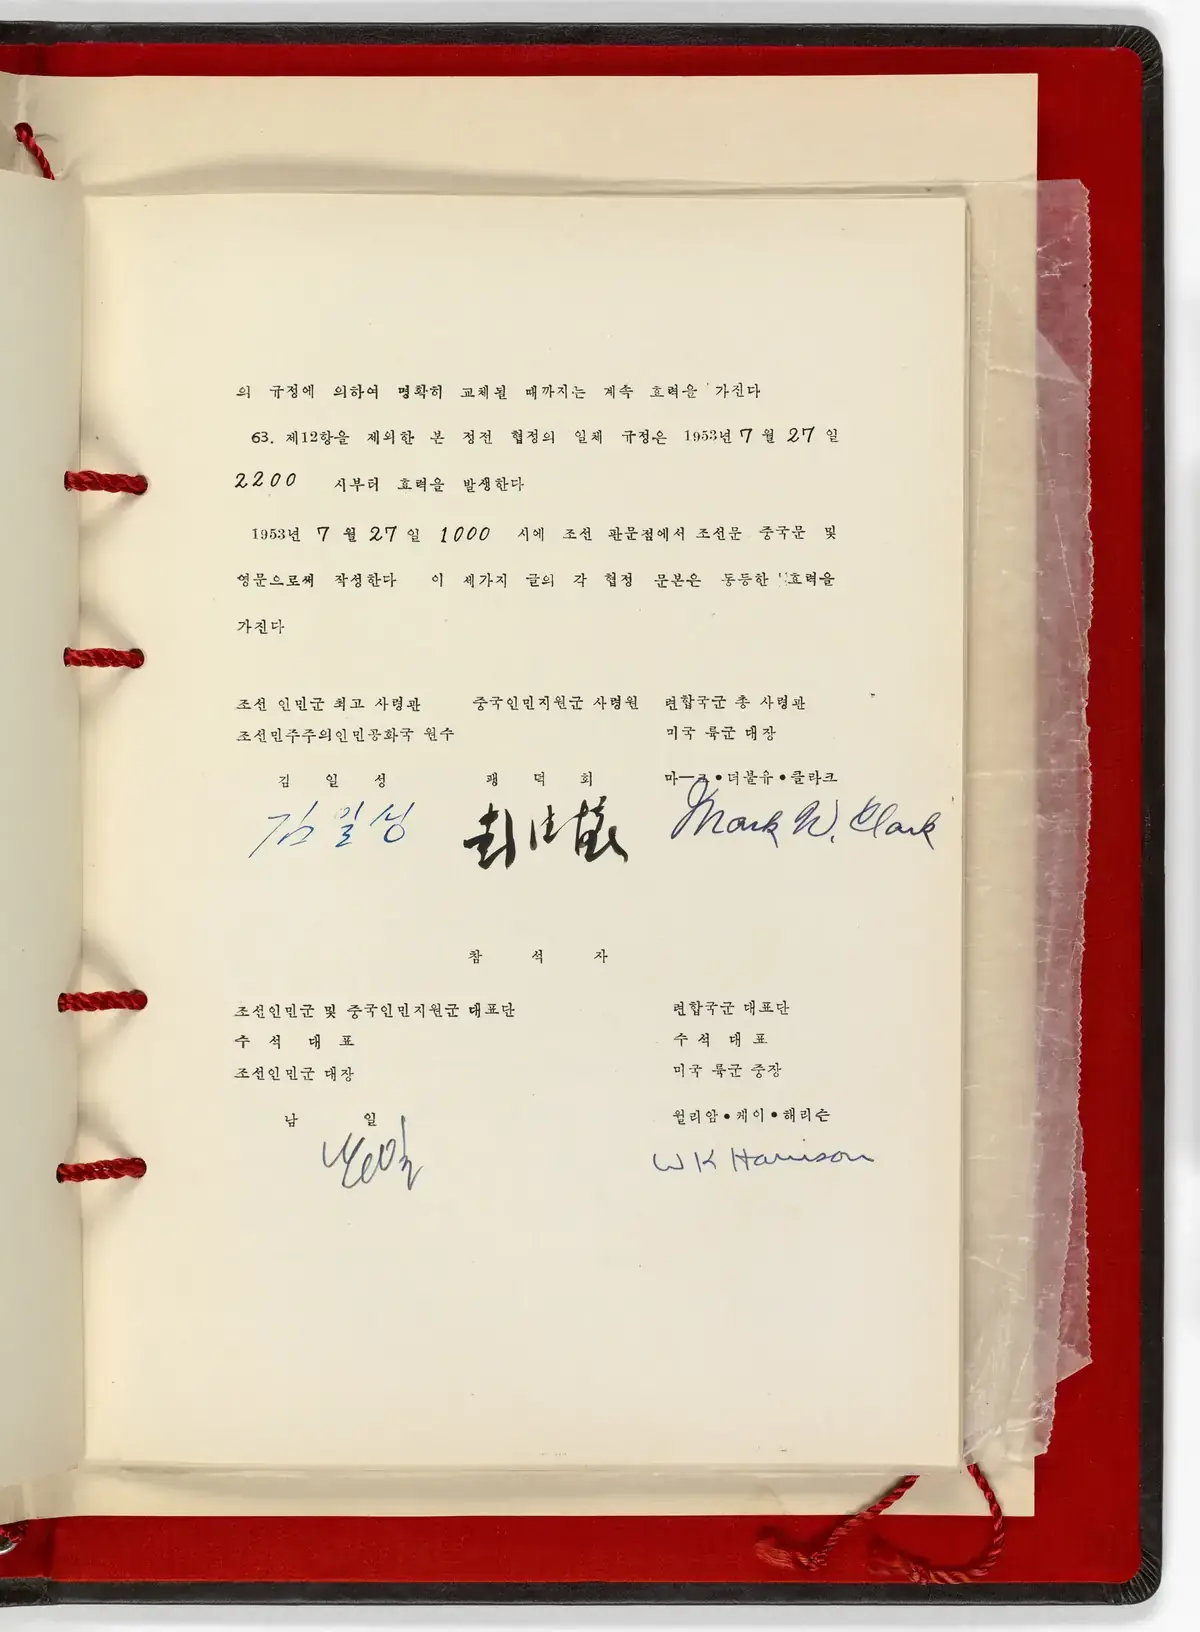 의 규정에 의하여 명확히 교체될 때까지는 계속 효력을 가진다
63. 제12항을 제외한 본 정전 협정의 일체 규정은 1953년 7 월 27 일
2200 시부터 효력을 발생한다
1953년 7 월 27 일 1000 시에 조선 판문점에서 조선문 중국문 및
영문으로써 작성한다 이 세가지 글의 각 협정 문본은 동등한 효력을
가진다
조선 인민군 최고 사령관 중국인민지원군 사령원 련합국군 총 사령관
조선민주주의인민공화국 원수 미국 륙군 대장
김 일 성 팽 덕 회 마―크•더불유•클라크
김일성 彭德懷 Mark W. Clark
참 석 자
조선인민군 및 중국인민지원군 대표단 련합국군 대표단
수 석 대 표 수 석 대 표
조선인민군 대장 미국 륙군 중장
남 일 윌리암•케이•해리슨
남일 W K Harrison